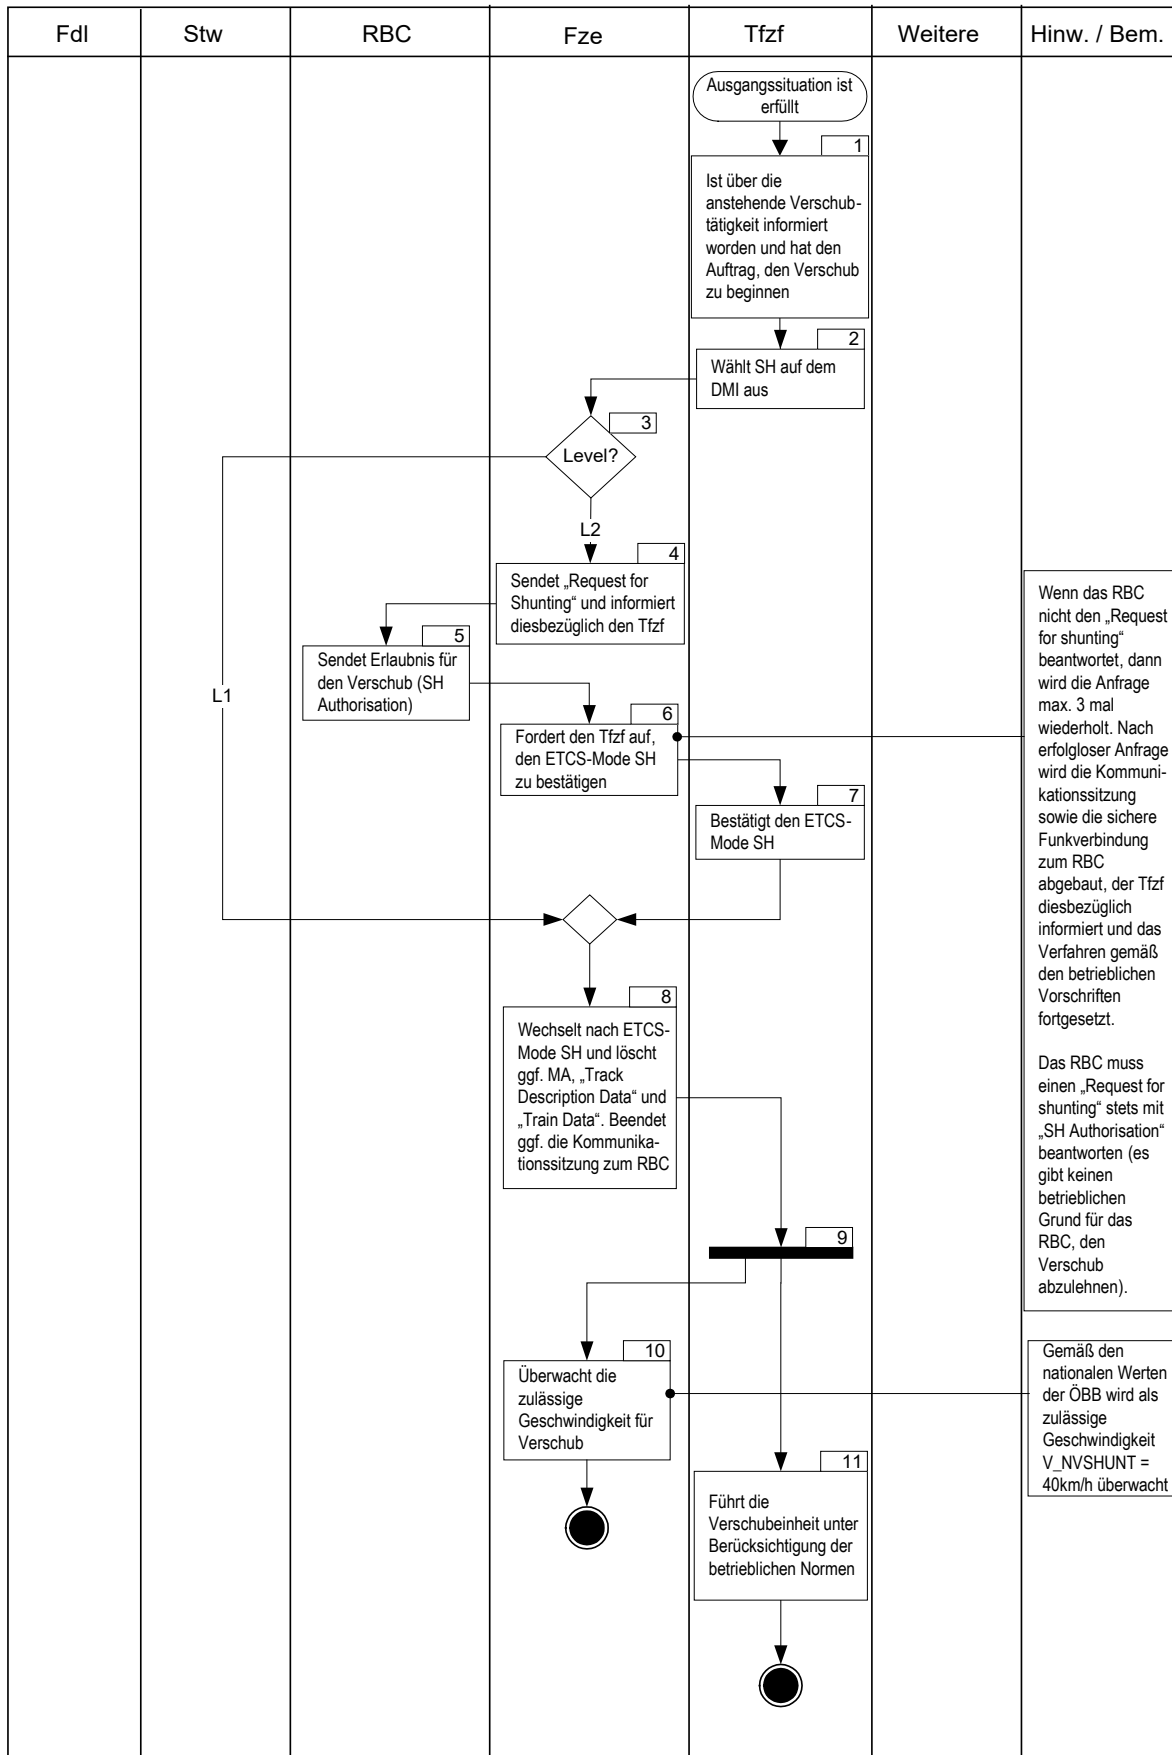 Fdl
Stw
RBC
Fze
Tfzf
Weitere
Hinw. / Bem.
Ausgangssituation ist
erfüllt
1
Ist über die
anstehende Verschub-
tätigkeit informiert
worden und hat den
Auftrag, den Verschub
zu beginnen
2
Wählt SH auf dem
DMI aus
3
Level?
L2
L1
4
Sendet „Request for
Shunting“ und informiert
diesbezüglich den Tfzf
5
Sendet Erlaubnis für
den Verschub (SH
Authorisation)
6
Fordert den Tfzf auf,
den ETCS-Mode SH
zu bestätigen
7
Bestätigt den ETCS-
Mode SH
Wenn das RBC
nicht den „Request
for shunting“
beantwortet, dann
wird die Anfrage
max. 3 mal
wiederholt. Nach
erfolgloser Anfrage
wird die Kommuni-
kationssitzung
sowie die sichere
Funkverbindung
zum RBC
abgebaut, der Tfzf
diesbezüglich
informiert und das
Verfahren gemäß
den betrieblichen
Vorschriften
fortgesetzt.
Das RBC muss
einen „Request for
shunting“ stets mit
„SH Authorisation“
beantworten (es
gibt keinen
betrieblichen
Grund für das
RBC, den
Verschub
abzulehnen).
8
Wechselt nach ETCS-
Mode SH und löscht
ggf. MA, „Track
Description Data“ und
„Train Data“. Beendet
ggf. die Kommunika-
tionssitzung zum RBC
9
10
Überwacht die
zulässige
Geschwindigkeit für
Verschub
Gemäß den
nationalen Werten
der ÖBB wird als
zulässige
Geschwindigkeit
V_NVSHUNT =
40km/h überwacht
11
Führt die
Verschubeinheit unter
Berücksichtigung der
betrieblichen Normen